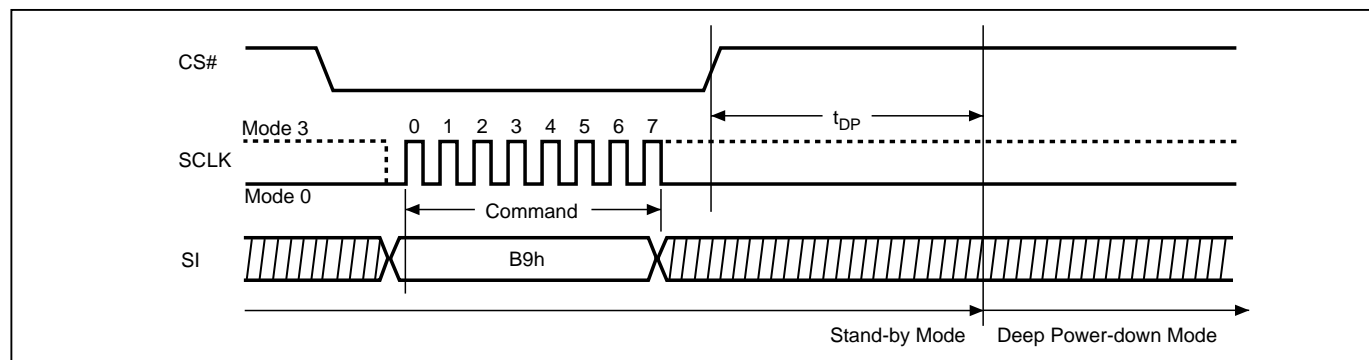 CS#
t_DP
Mode 3
0 1 2 3 4 5 6 7
SCLK
Mode 0
Command
SI
B9h
Stand-by Mode
Deep Power-down Mode